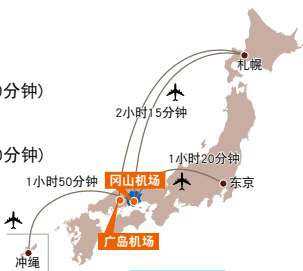 札幌
0分钟)
2小时15分钟
0分钟)
1小时20分钟
1小时50分钟
冈山机场
东京
广岛机场
冲绳